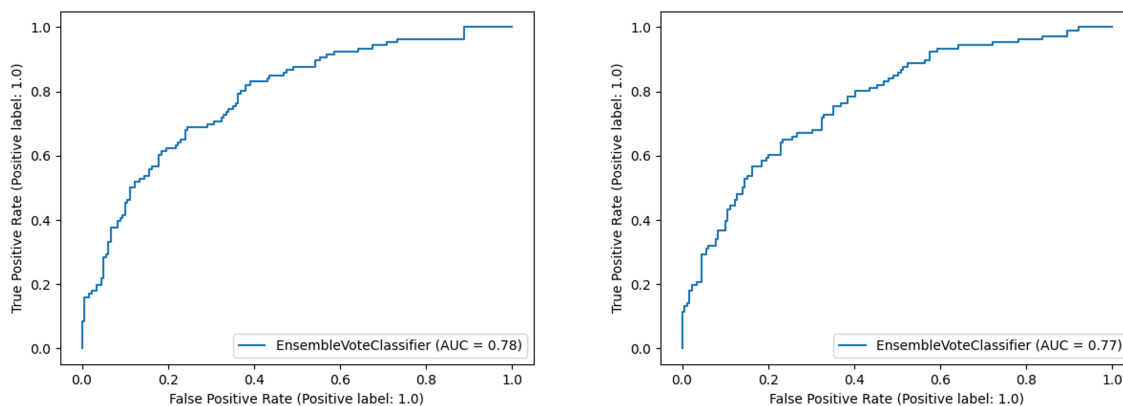 True Positive Rate (Positive label: 1.0)
1.0
0.8
0.6
0.4
0.2
0.0
EnsembleVoteClassifier (AUC = 0.78)
0.0 0.2 0.4 0.6 0.8 1.0
False Positive Rate (Positive label: 1.0)
True Positive Rate (Positive label: 1.0)
1.0
0.8
0.6
0.4
0.2
0.0
EnsembleVoteClassifier (AUC = 0.77)
0.0 0.2 0.4 0.6 0.8 1.0
False Positive Rate (Positive label: 1.0)